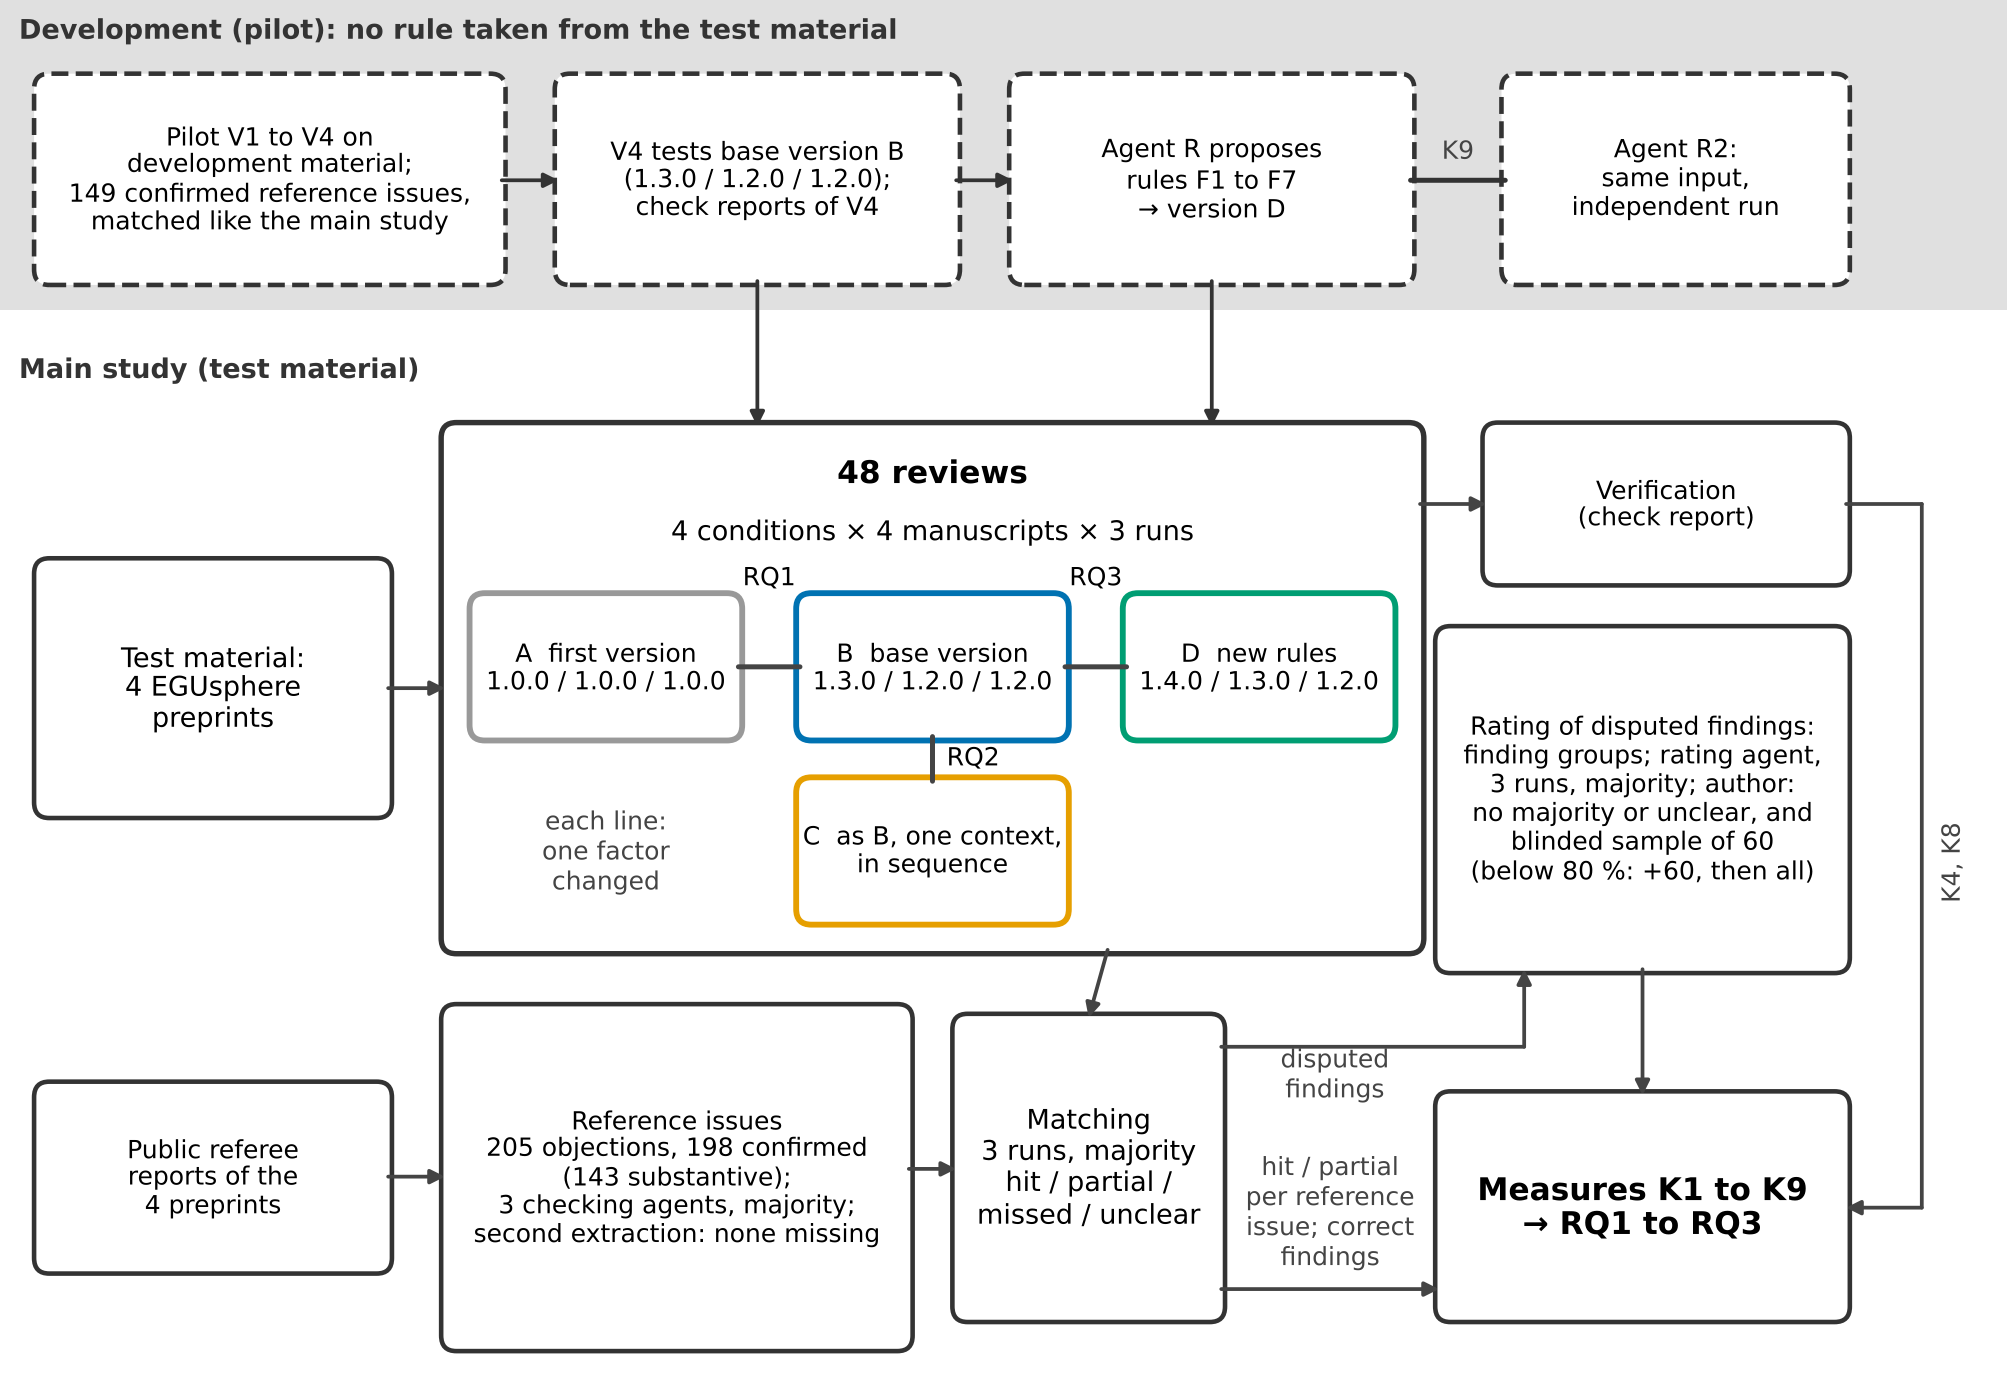 Development (pilot): no rule taken from the test material
Pilot V1 to V4 on
development material;
149 confirmed reference issues,
matched like the main study
V4 tests base version B
(1.3.0 / 1.2.0 / 1.2.0);
check reports of V4
Agent R proposes
rules F1 to F7
→ version D
K9
Agent R2:
same input,
independent run
Main study (test material)
48 reviews
4 conditions × 4 manuscripts × 3 runs
RQ1
RQ3
A  first version
1.0.0 / 1.0.0 / 1.0.0
B  base version
1.3.0 / 1.2.0 / 1.2.0
D  new rules
1.4.0 / 1.3.0 / 1.2.0
RQ2
each line:
one factor
changed
C  as B, one context,
in sequence
Test material:
4 EGUsphere
preprints
Verification
(check report)
Rating of disputed findings:
finding groups; rating agent,
3 runs, majority; author:
no majority or unclear, and
blinded sample of 60
(below 80 %: +60, then all)
K4, K8
Public referee
reports of the
4 preprints
Reference issues
205 objections, 198 confirmed
(143 substantive);
3 checking agents, majority;
second extraction: none missing
Matching
3 runs, majority
hit / partial /
missed / unclear
disputed
findings
hit / partial
per reference
issue; correct
findings
Measures K1 to K9
→ RQ1 to RQ3